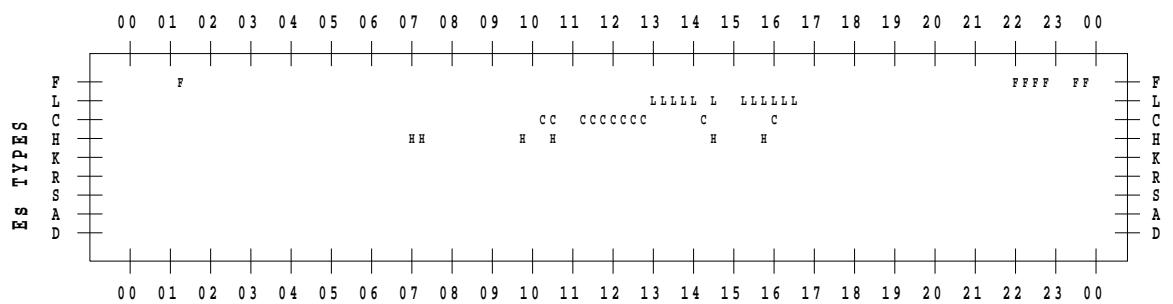 00 01 02 03 04 05 06 07 08 09 10 11 12 13 14 15 16 17 18 19 20 21 22 23 00
F F FFFF FF F
L LLLLL L LLLLLL L
C CC CCCCCCC C C C
H HH H H H H H
K K
R R
S S
A A
D D
Es TYPES
00 01 02 03 04 05 06 07 08 09 10 11 12 13 14 15 16 17 18 19 20 21 22 23 00